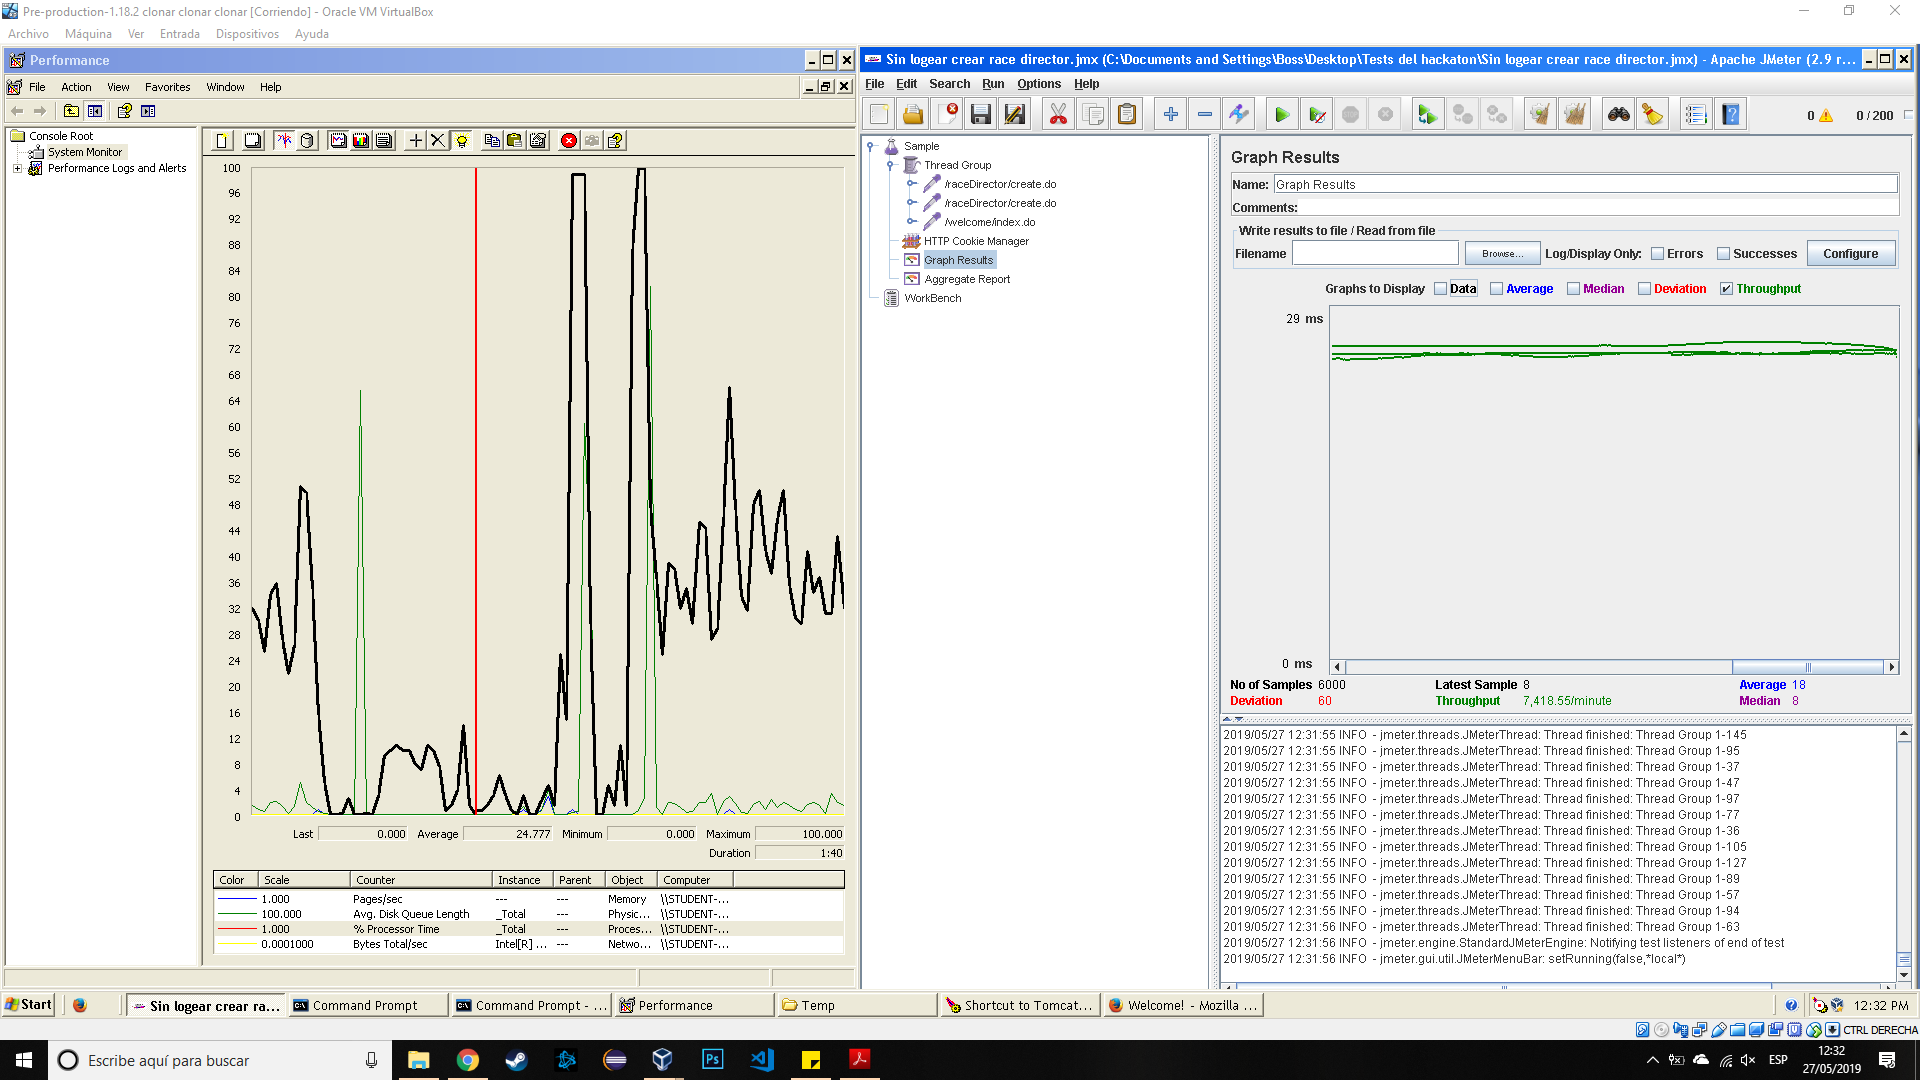 Pre-production-1.18.2 clonar clonar clonar [Corriendo] - Oracle VM VirtualBox
Archivo Máquina Ver Entrada Dispositivos Ayuda
Performance
File Action View Favorites Window Help
Console Root
System Monitor
Performance Logs and Alerts
100
96
92
88
84
80
76
72
68
64
60
56
52
48
44
40
36
32
28
24
20
16
12
8
4
0
Last 0.000 Average 24.777 Minimum 0.000 Maximum 100.000
Duration 1:40
Color Scale Counter Instance Parent Object Computer
1.000 Pages/sec --- --- Memory \\STUDENT-...
100.000 Avg. Disk Queue Length _Total --- Physic... \\STUDENT-...
1.000 % Processor Time _Total --- Proces... \\STUDENT-...
0.0001000 Bytes Total/sec Intel[R] ... --- Netwo... \\STUDENT-...
Sin logear crear race director.jmx (C:\Documents and Settings\Boss\Desktop\Tests del hackaton\Sin logear crear race director.jmx) - Apache JMeter (2.9 r...
File Edit Search Run Options Help
0 0 / 200
Sample
Thread Group
/raceDirector/create.do
/raceDirector/create.do
/welcome/index.do
HTTP Cookie Manager
Graph Results
Aggregate Report
WorkBench
Graph Results
Name: Graph Results
Comments:
Write results to file / Read from file
Filename Browse... Log/Display Only: Errors Successes Configure
Graphs to Display Data Average Median Deviation Throughput
29 ms
0 ms
No of Samples 6000 Latest Sample 8 Average 18
Deviation 60 Throughput 7,418.55/minute Median 8
2019/05/27 12:31:55 INFO - jmeter.threads.JMeterThread: Thread finished: Thread Group 1-145
2019/05/27 12:31:55 INFO - jmeter.threads.JMeterThread: Thread finished: Thread Group 1-95
2019/05/27 12:31:55 INFO - jmeter.threads.JMeterThread: Thread finished: Thread Group 1-37
2019/05/27 12:31:55 INFO - jmeter.threads.JMeterThread: Thread finished: Thread Group 1-47
2019/05/27 12:31:55 INFO - jmeter.threads.JMeterThread: Thread finished: Thread Group 1-97
2019/05/27 12:31:55 INFO - jmeter.threads.JMeterThread: Thread finished: Thread Group 1-77
2019/05/27 12:31:55 INFO - jmeter.threads.JMeterThread: Thread finished: Thread Group 1-36
2019/05/27 12:31:55 INFO - jmeter.threads.JMeterThread: Thread finished: Thread Group 1-105
2019/05/27 12:31:55 INFO - jmeter.threads.JMeterThread: Thread finished: Thread Group 1-127
2019/05/27 12:31:55 INFO - jmeter.threads.JMeterThread: Thread finished: Thread Group 1-89
2019/05/27 12:31:55 INFO - jmeter.threads.JMeterThread: Thread finished: Thread Group 1-57
2019/05/27 12:31:55 INFO - jmeter.threads.JMeterThread: Thread finished: Thread Group 1-94
2019/05/27 12:31:55 INFO - jmeter.threads.JMeterThread: Thread finished: Thread Group 1-63
2019/05/27 12:31:56 INFO - jmeter.engine.StandardJMeterEngine: Notifying test listeners of end of test
2019/05/27 12:31:56 INFO - jmeter.gui.util.JMeterMenuBar: setRunning(false,*local*)
Start Sin logear crear ra... Command Prompt Command Prompt - ... Performance Temp Shortcut to Tomcat... Welcome! - Mozilla ... 12:32 PM
CTRL DERECHA
Escribe aquí para buscar
ESP
12:32
27/05/2019